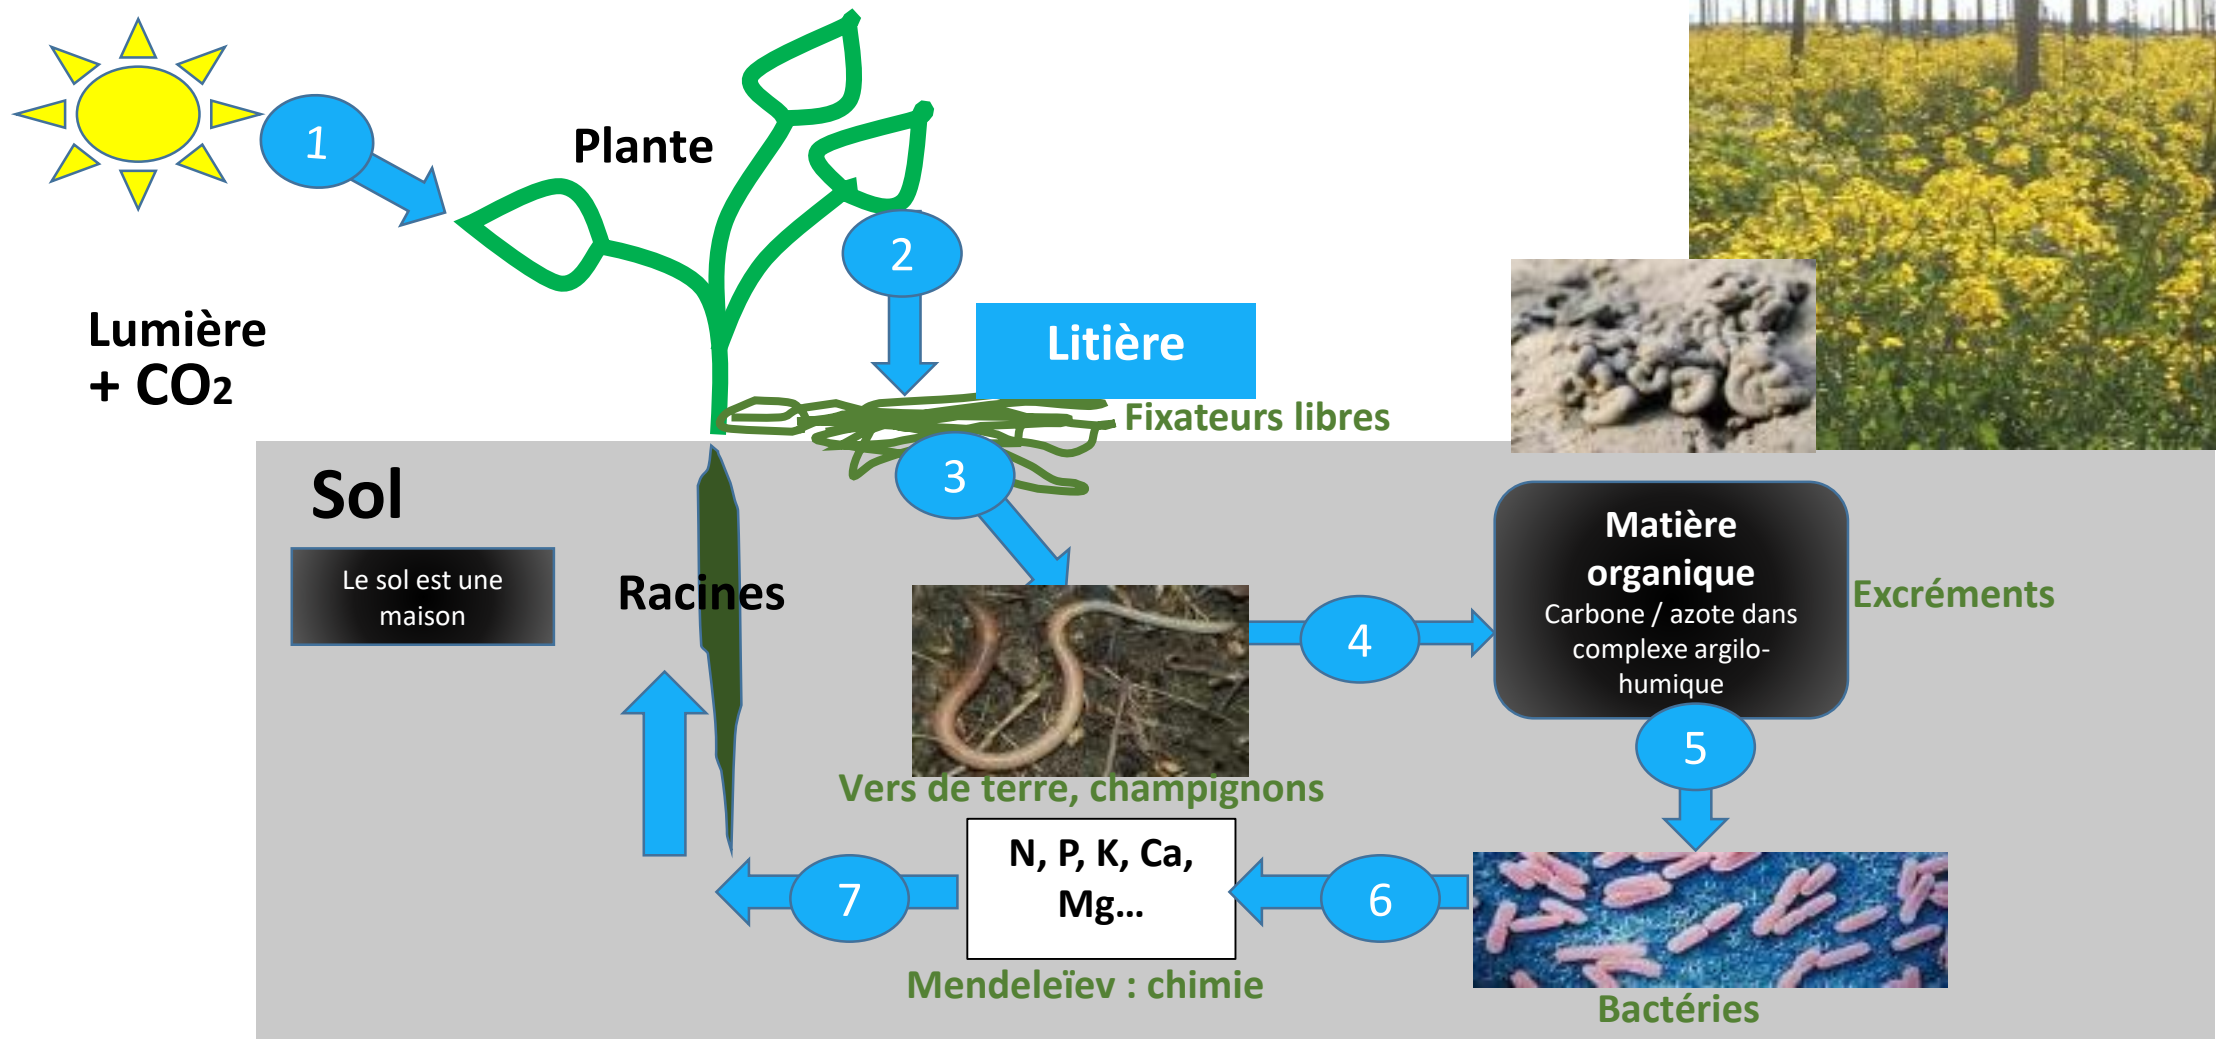 1
Plante
2
Lumière
+ CO2
Litière
Fixateurs libres
3
Sol
Le sol est une
maison
Racines
4
Matière
organique
Carbone / azote dans
complexe argilo-
humique
Excréments
5
Vers de terre, champignons
N, P, K, Ca,
Mg...
7
6
Mendeleïev : chimie
Bactéries